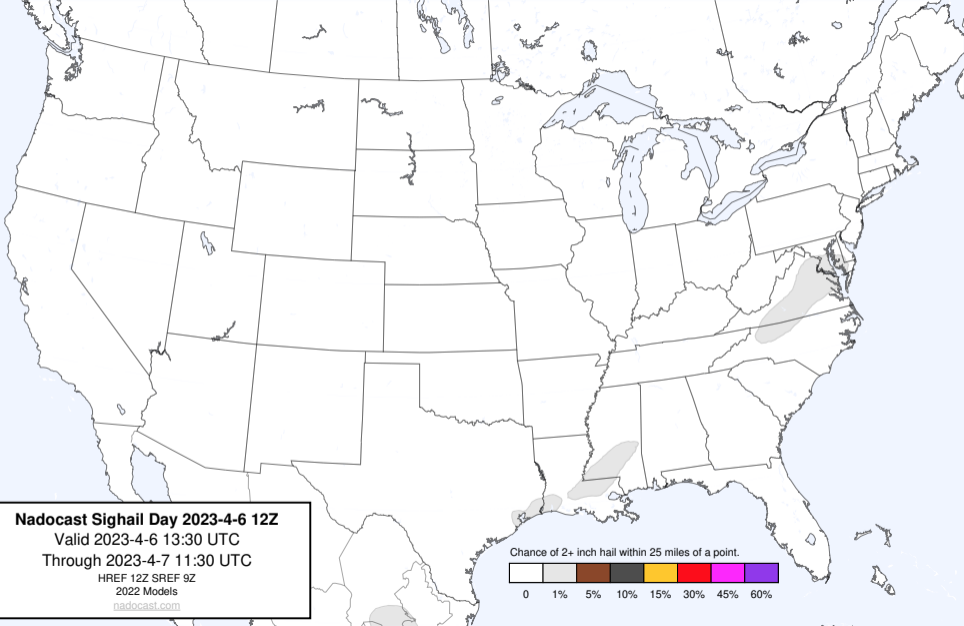 Nadocast Sighail Day 2023-4-6 12Z
Valid 2023-4-6 13:30 UTC
Through 2023-4-7 11:30 UTC
HREF 12Z SREF 9Z
2022 Models
nadocast.com
Chance of 2+ inch hail within 25 miles of a point.
0 1% 5% 10% 15% 30% 45% 60%